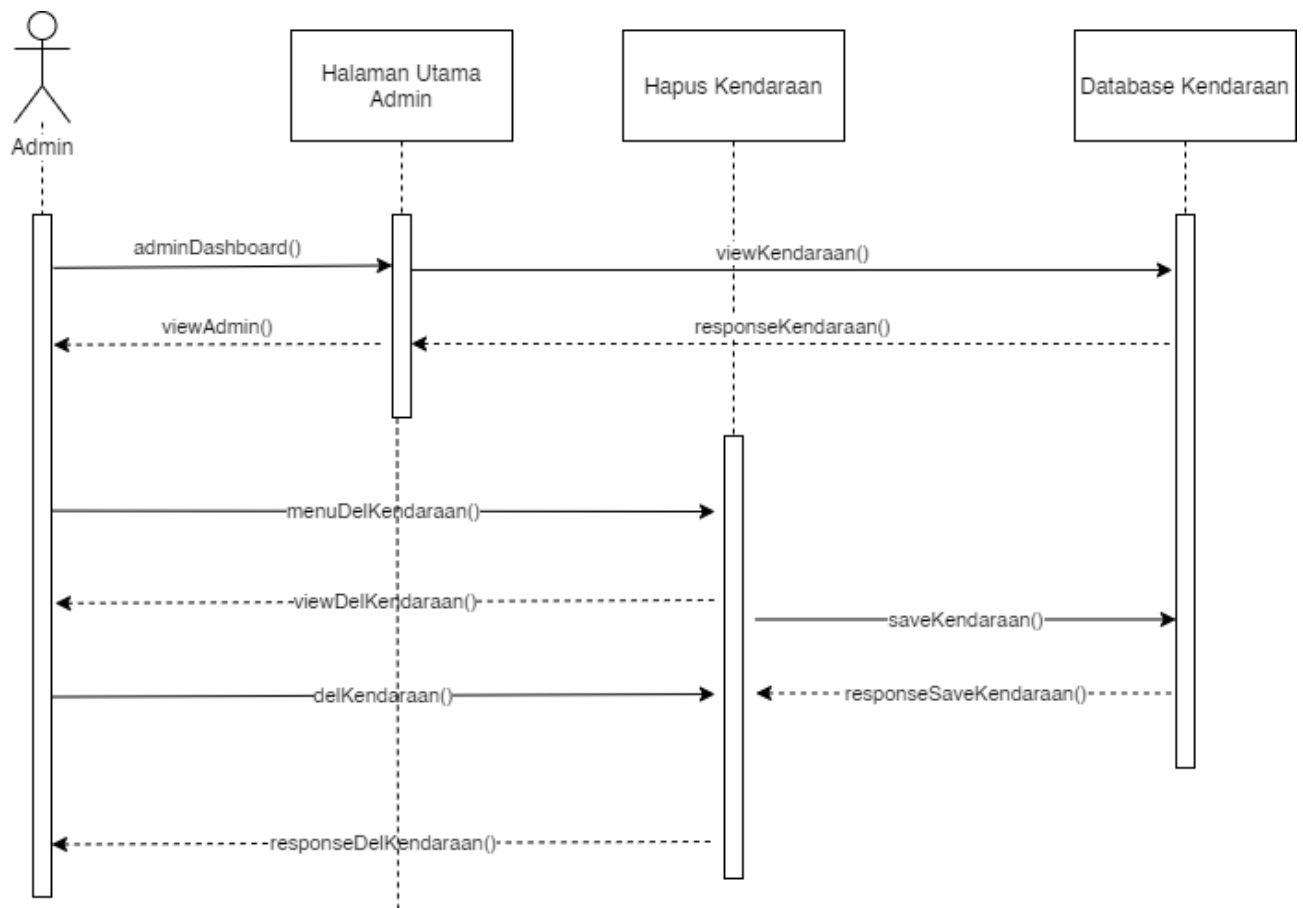 Halaman Utama
Admin
Hapus Kendaraan
Database Kendaraan
Admin
adminDashboard()
viewKendaraan()
viewAdmin()
responseKendaraan()
menuDelKendaraan()
viewDelKendaraan()
saveKendaraan()
delKendaraan()
responseSaveKendaraan()
responseDelKendaraan()